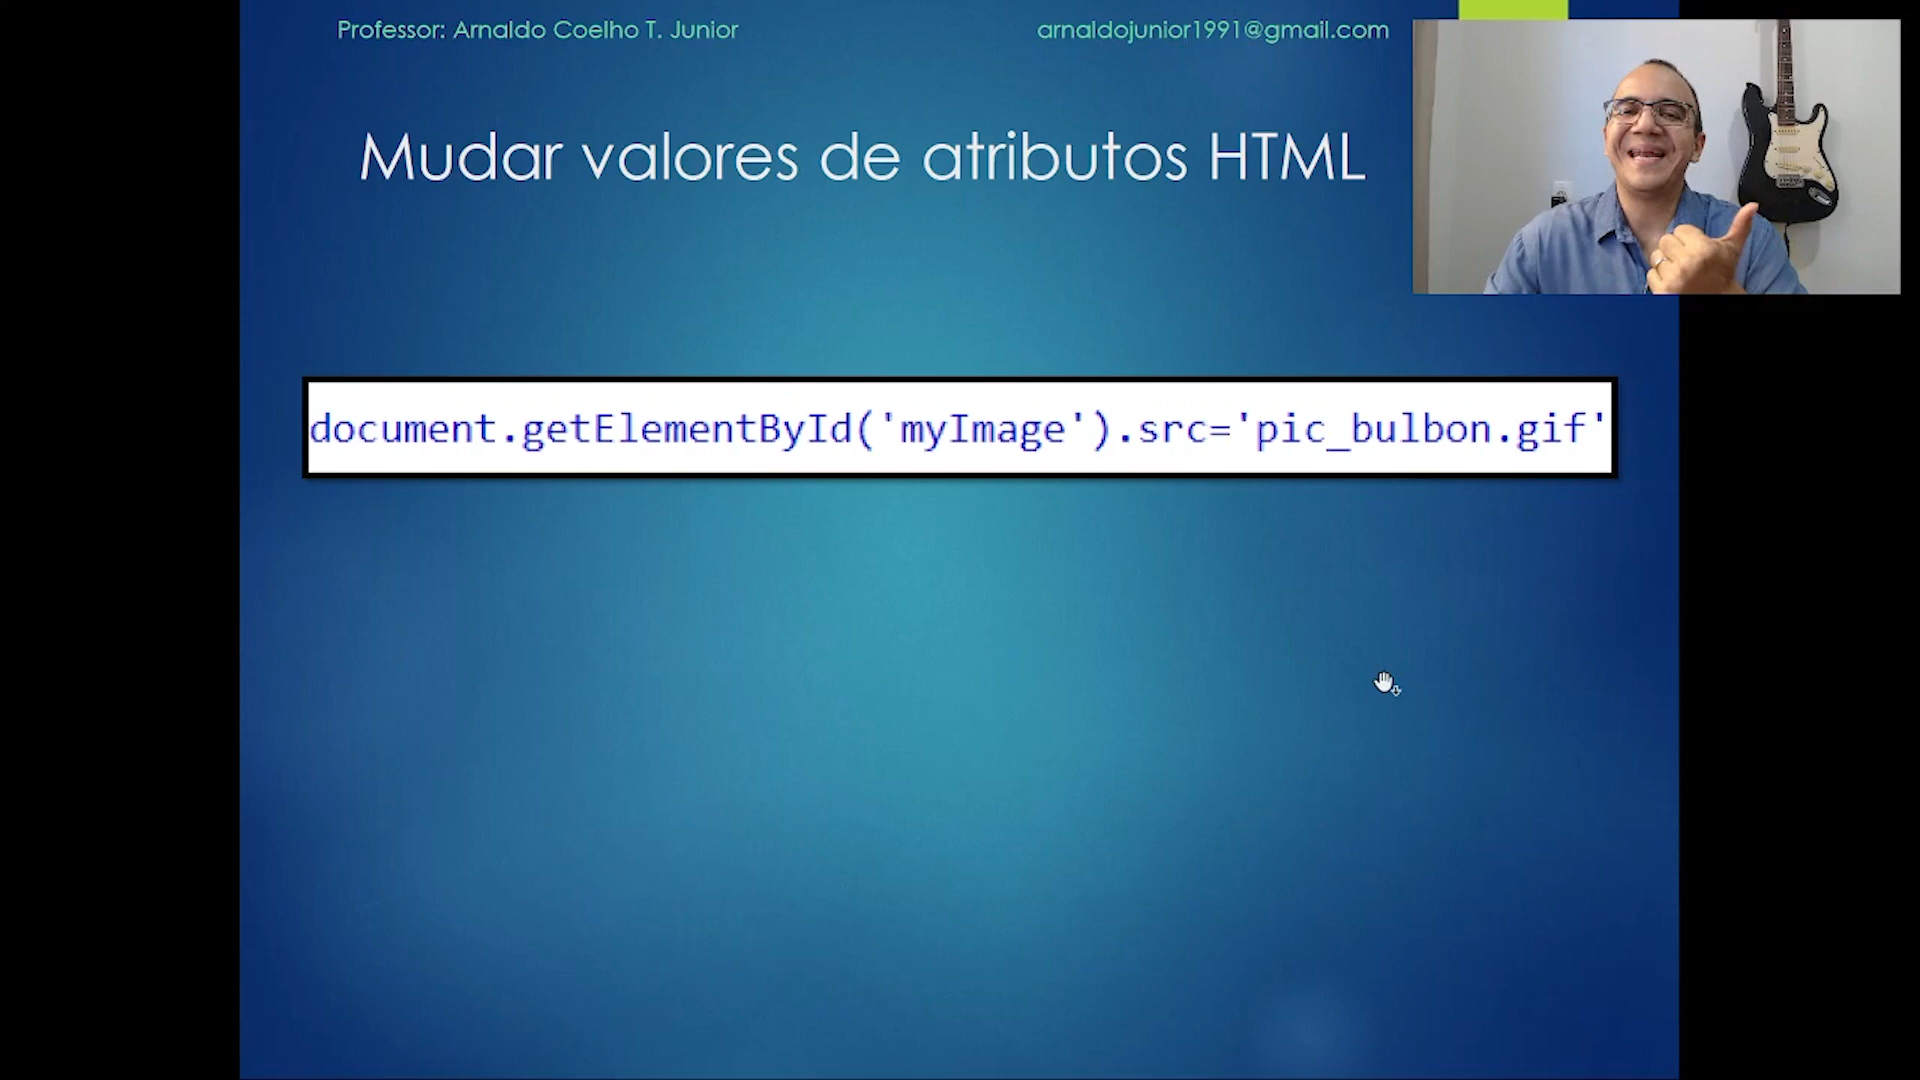 Professor: Arnaldo Coelho T. Junior arnaldojunior1991@gmail.com
Mudar valores de atributos HTML
document.getElementById('myImage').src='pic_bulbon.gif'